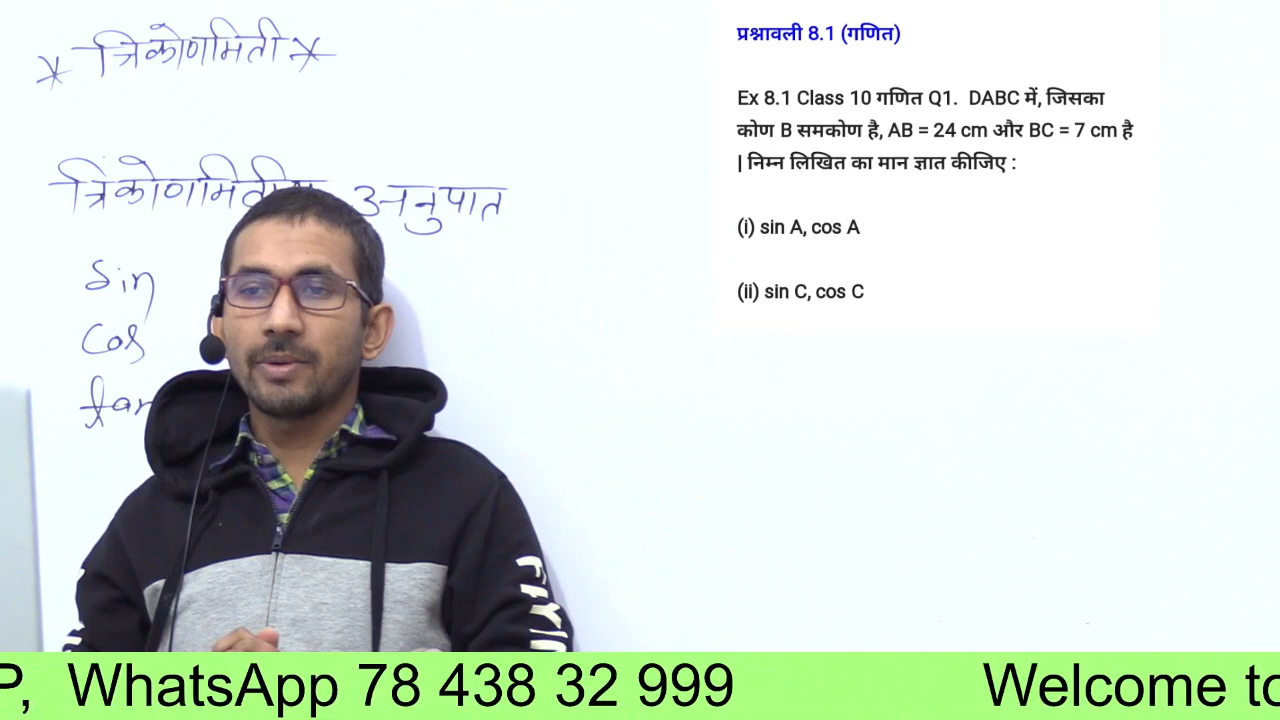 * त्रिकोणमिती *
अनुपात
sin
Cos
tan
प्रश्नावली 8.1 (गणित)
Ex 8.1 Class 10 गणित Q1. DABC में, जिसका
कोण B समकोण है, AB = 24 cm और BC = 7 cm है
| निम्न लिखित का मान ज्ञात कीजिए :
(i) sin A, cos A
(ii) sin C, cos C
P, WhatsApp 78 438 32 999 Welcome to